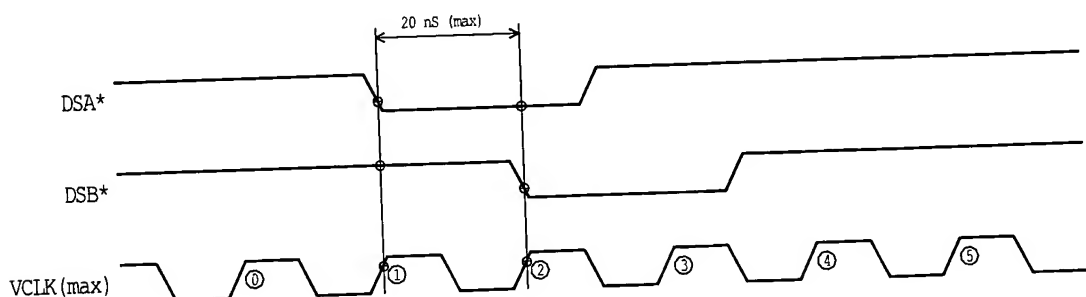 20 nS (max)
DSA*
DSB*
VCLK(max)
⓪ ① ② ③ ④ ⑤